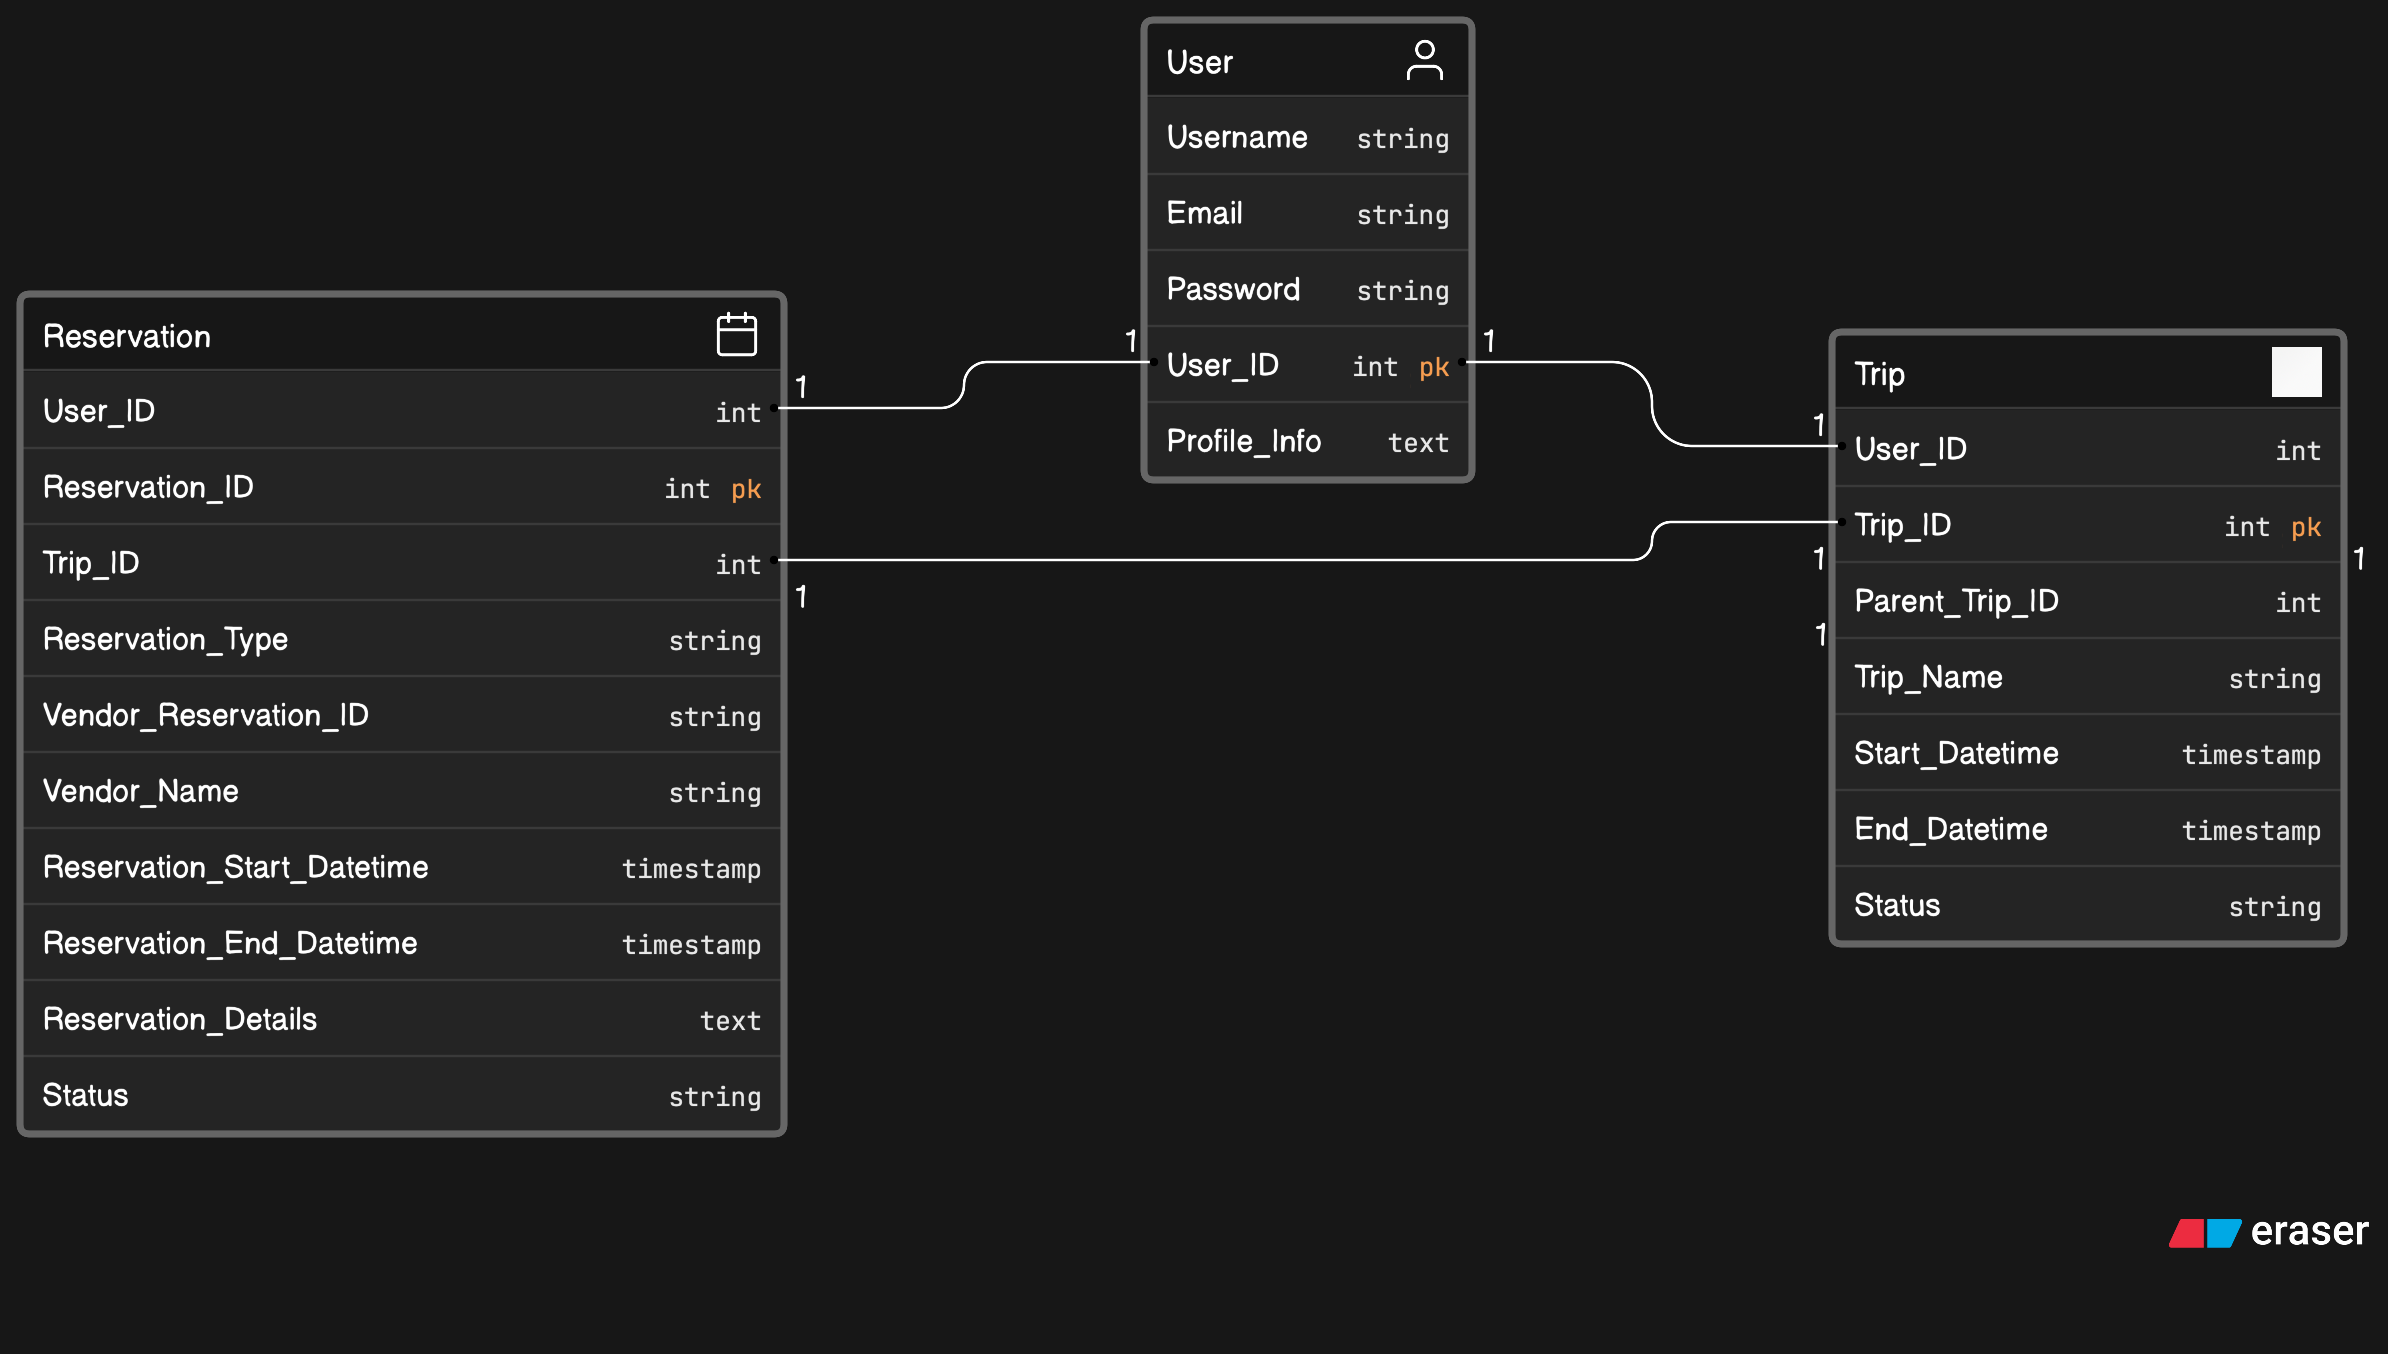 User
Username string
Email string
Password string
1 User_ID int pk 1
Profile_Info text
Reservation
User_ID int 1
Reservation_ID int pk
Trip_ID int
1
Reservation_Type string
Vendor_Reservation_ID string
Vendor_Name string
Reservation_Start_Datetime timestamp
Reservation_End_Datetime timestamp
Reservation_Details text
Status string
Trip
1
User_ID int
Trip_ID int pk
1 1
Parent_Trip_ID int
1
Trip_Name string
Start_Datetime timestamp
End_Datetime timestamp
Status string
eraser